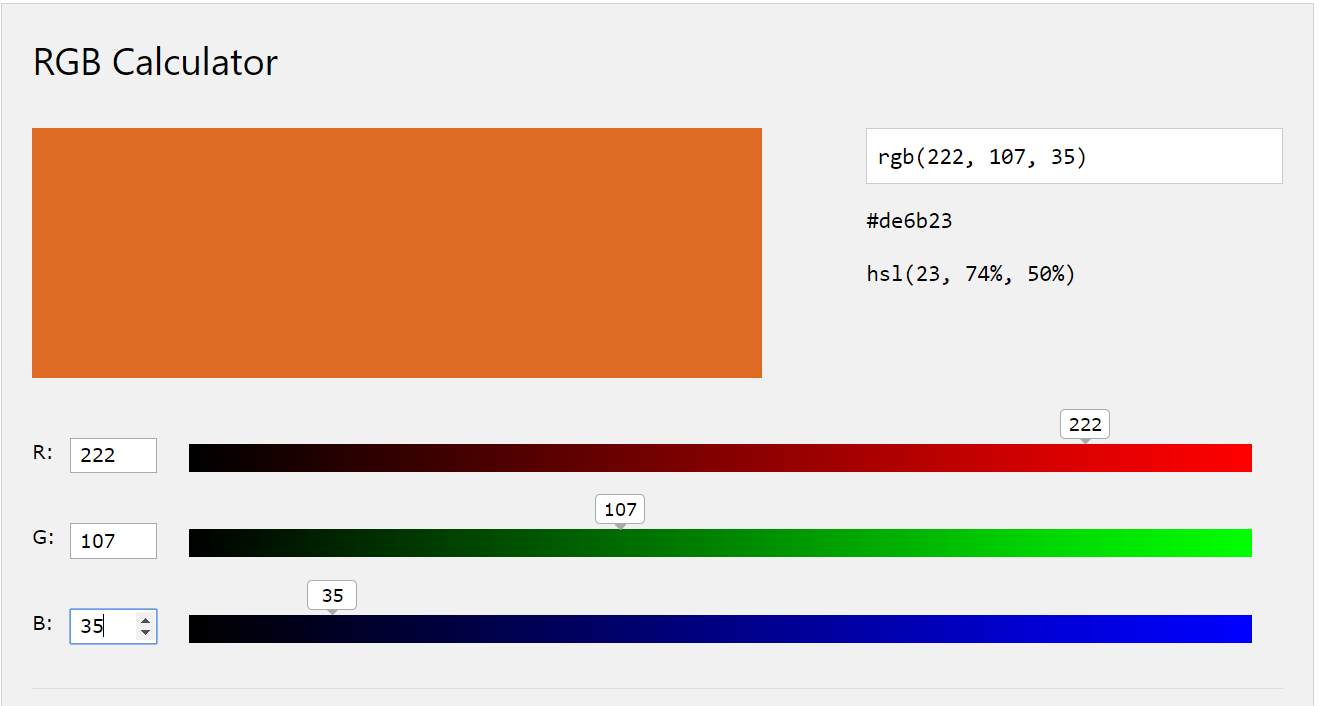 RGB Calculator
rgb(222, 107, 35)
#de6b23
hsl(23, 74%, 50%)
222
R: 222
107
G: 107
35
B: 35